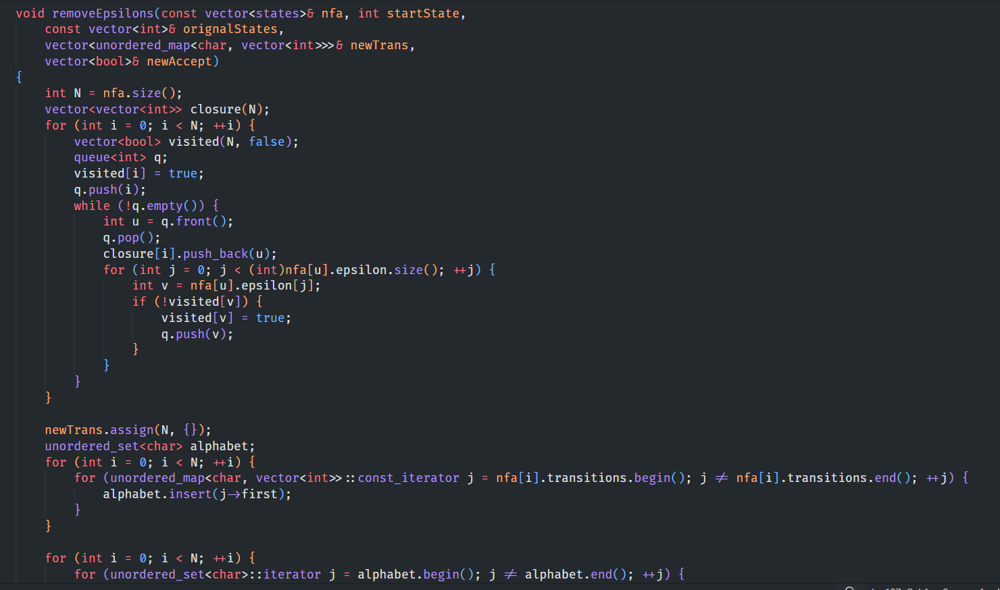 void removeEpsilons(const vector<states>& nfa, int startState,
    const vector<int>& orignalStates,
    vector<unordered_map<char, vector<int>>>& newTrans,
    vector<bool>& newAccept)
{
    int N = nfa.size();
    vector<vector<int>> closure(N);
    for (int i = 0; i < N; ++i) {
        vector<bool> visited(N, false);
        queue<int> q;
        visited[i] = true;
        q.push(i);
        while (!q.empty()) {
            int u = q.front();
            q.pop();
            closure[i].push_back(u);
            for (int j = 0; j < (int)nfa[u].epsilon.size(); ++j) {
                int v = nfa[u].epsilon[j];
                if (!visited[v]) {
                    visited[v] = true;
                    q.push(v);
                }
            }
        }
    }

    newTrans.assign(N, {});
    unordered_set<char> alphabet;
    for (int i = 0; i < N; ++i) {
        for (unordered_map<char, vector<int>>::const_iterator j = nfa[i].transitions.begin(); j != nfa[i].transitions.end(); ++j) {
            alphabet.insert(j->first);
        }
    }

    for (int i = 0; i < N; ++i) {
        for (unordered_set<char>::iterator j = alphabet.begin(); j != alphabet.end(); ++j) {